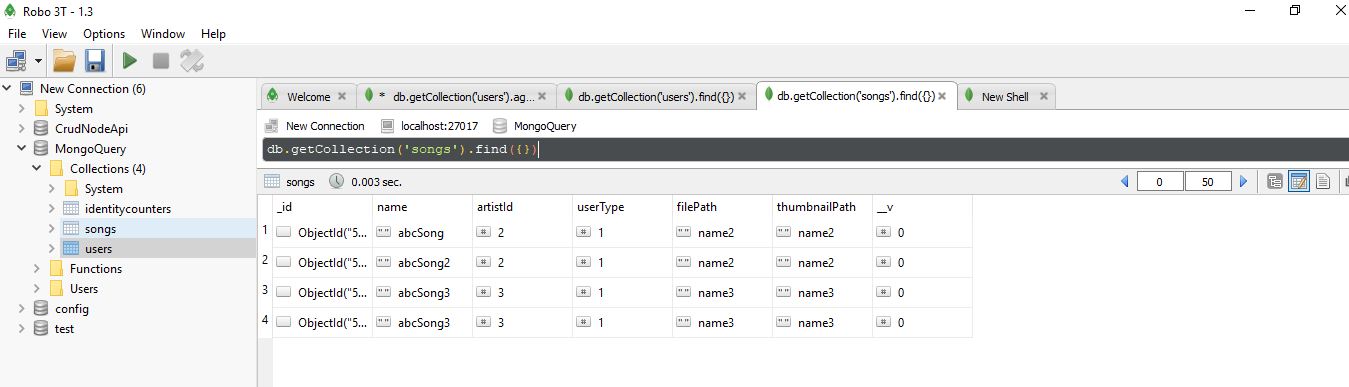 Robo 3T - 1.3
File View Options Window Help
New Connection (6)
System
CrudNodeApi
MongoQuery
Collections (4)
System
identitycounters
songs
users
Functions
Users
config
test
Welcome * db.getCollection('users').ag... db.getCollection('users').find({}) db.getCollection('songs').find({}) New Shell
New Connection localhost:27017 MongoQuery
db.getCollection('songs').find({})
songs 0.003 sec. 0 50
_id name artistId userType filePath thumbnailPath __v
1 ObjectId("5... "" abcSong # 2 # 1 "" name2 "" name2 # 0
2 ObjectId("5... "" abcSong2 # 2 # 1 "" name2 "" name2 # 0
3 ObjectId("5... "" abcSong3 # 3 # 1 "" name3 "" name3 # 0
4 ObjectId("5... "" abcSong3 # 3 # 1 "" name3 "" name3 # 0